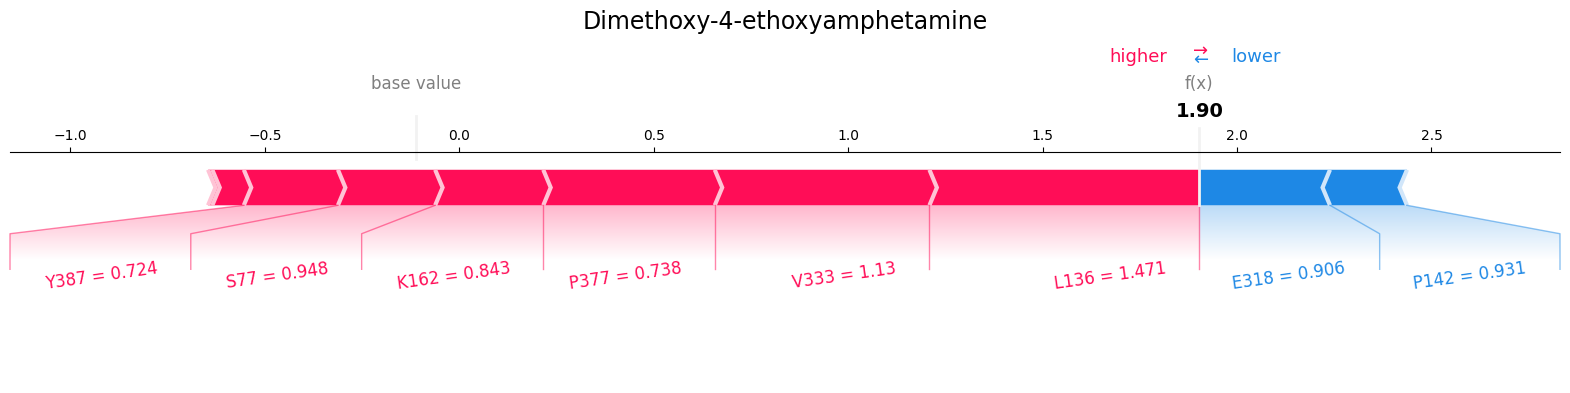 Dimethoxy-4-ethoxyamphetamine
higher ⇄ lower
base value f(x)
1.90
−1.0 −0.5 0.0 0.5 1.0 1.5 2.0 2.5
Y387 = 0.724 S77 = 0.948 K162 = 0.843 P377 = 0.738 V333 = 1.13 L136 = 1.471 E318 = 0.906 P142 = 0.931